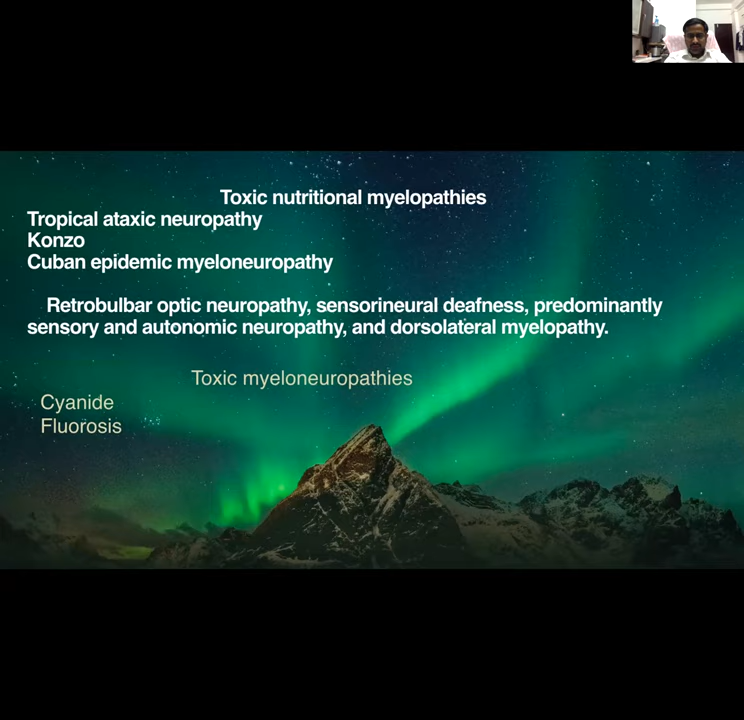 Toxic nutritional myelopathies
Tropical ataxic neuropathy
Konzo
Cuban epidemic myeloneuropathy
Retrobulbar optic neuropathy, sensorineural deafness, predominantly
sensory and autonomic neuropathy, and dorsolateral myelopathy.
Toxic myeloneuropathies
Cyanide
Fluorosis